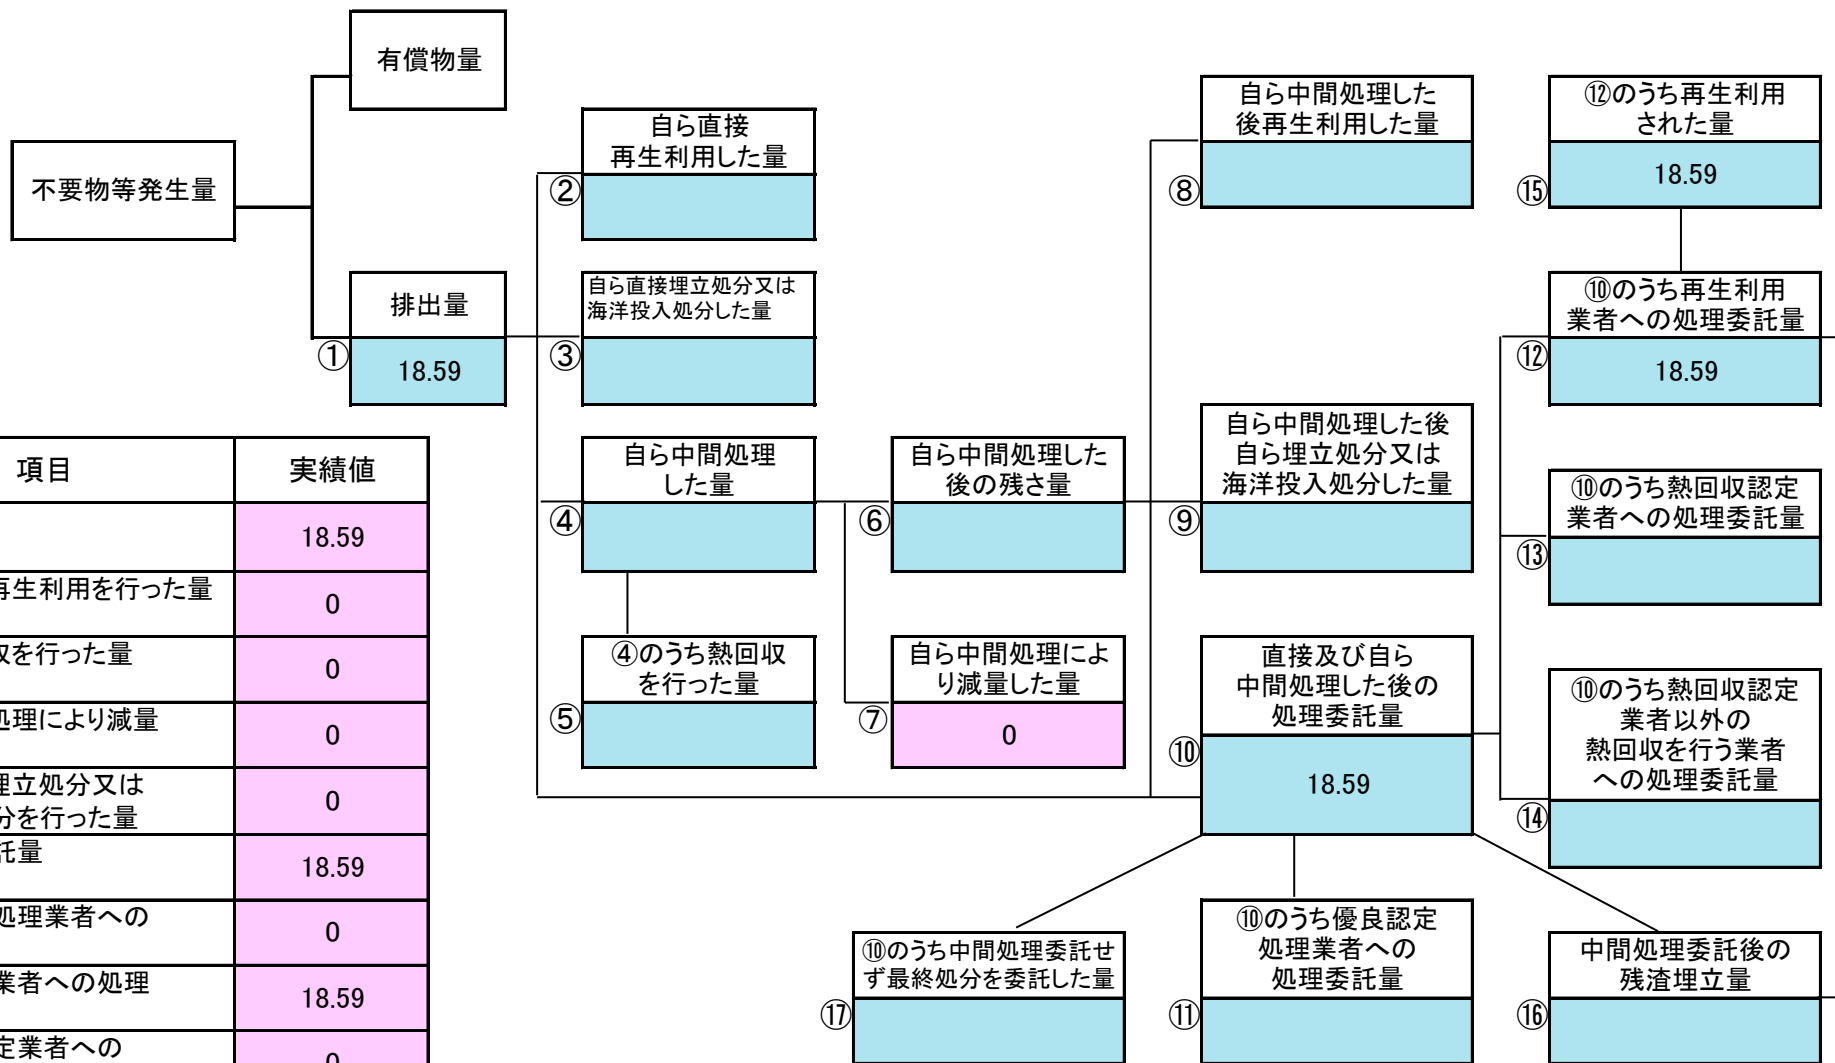 有償物量
不要物等発生量
排出量
①
18.59
自ら直接
再生利用した量
②
自ら直接埋立処分又は
海洋投入処分した量
③
自ら中間処理
した量
④
④のうち熱回収
を行った量
⑤
自ら中間処理した
後の残さ量
⑥
自ら中間処理によ
り減量した量
⑦
0
自ら中間処理した
後再生利用した量
⑧
自ら中間処理した後
自ら埋立処分又は
海洋投入処分した量
⑨
直接及び自ら
中間処理した後の
処理委託量
⑩
18.59
⑫のうち再生利用
された量
⑮
18.59
⑩のうち再生利用
業者への処理委託量
⑫
18.59
⑩のうち熱回収認定
業者への処理委託量
⑬
⑩のうち熱回収認定
業者以外の
熱回収を行う業者
への処理委託量
⑭
⑩のうち中間処理委託せ
ず最終処分を委託した量
⑰
⑩のうち優良認定
処理業者への
処理委託量
⑪
中間処理委託後の
残渣埋立量
⑯
項目 実績値
18.59
再生利用を行った量
0
収を行った量
0
処理により減量
0
埋立処分又は
分を行った量
0
託量
18.59
処理業者への
0
業者への処理
18.59
定業者への
0